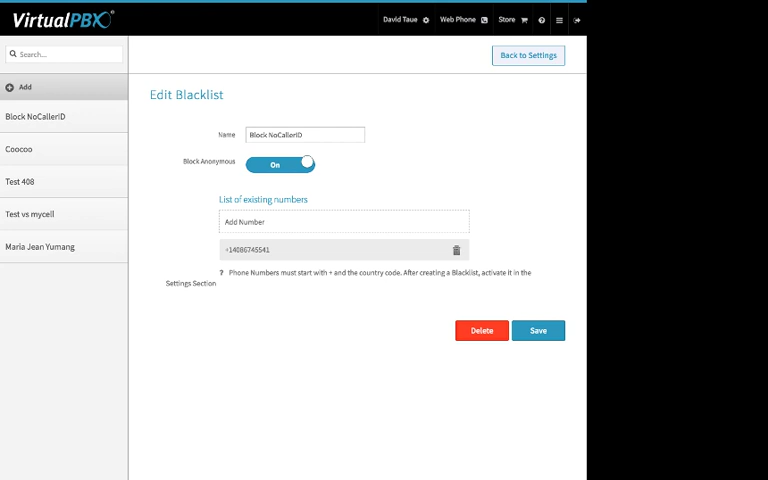 VirtualPBX
David Taue
Web Phone
Store
Search...
Back to Settings
Add
Edit Blacklist
Block NoCallerID
Name
Block NoCallerID
Coocoo
Block Anonymous
On
Test 408
List of existing numbers
Test vs mycell
Add Number
Maria Jean Yumang
+14086745541
? Phone Numbers must start with + and the country code. After creating a Blacklist, activate it in the
Settings Section
Delete
Save